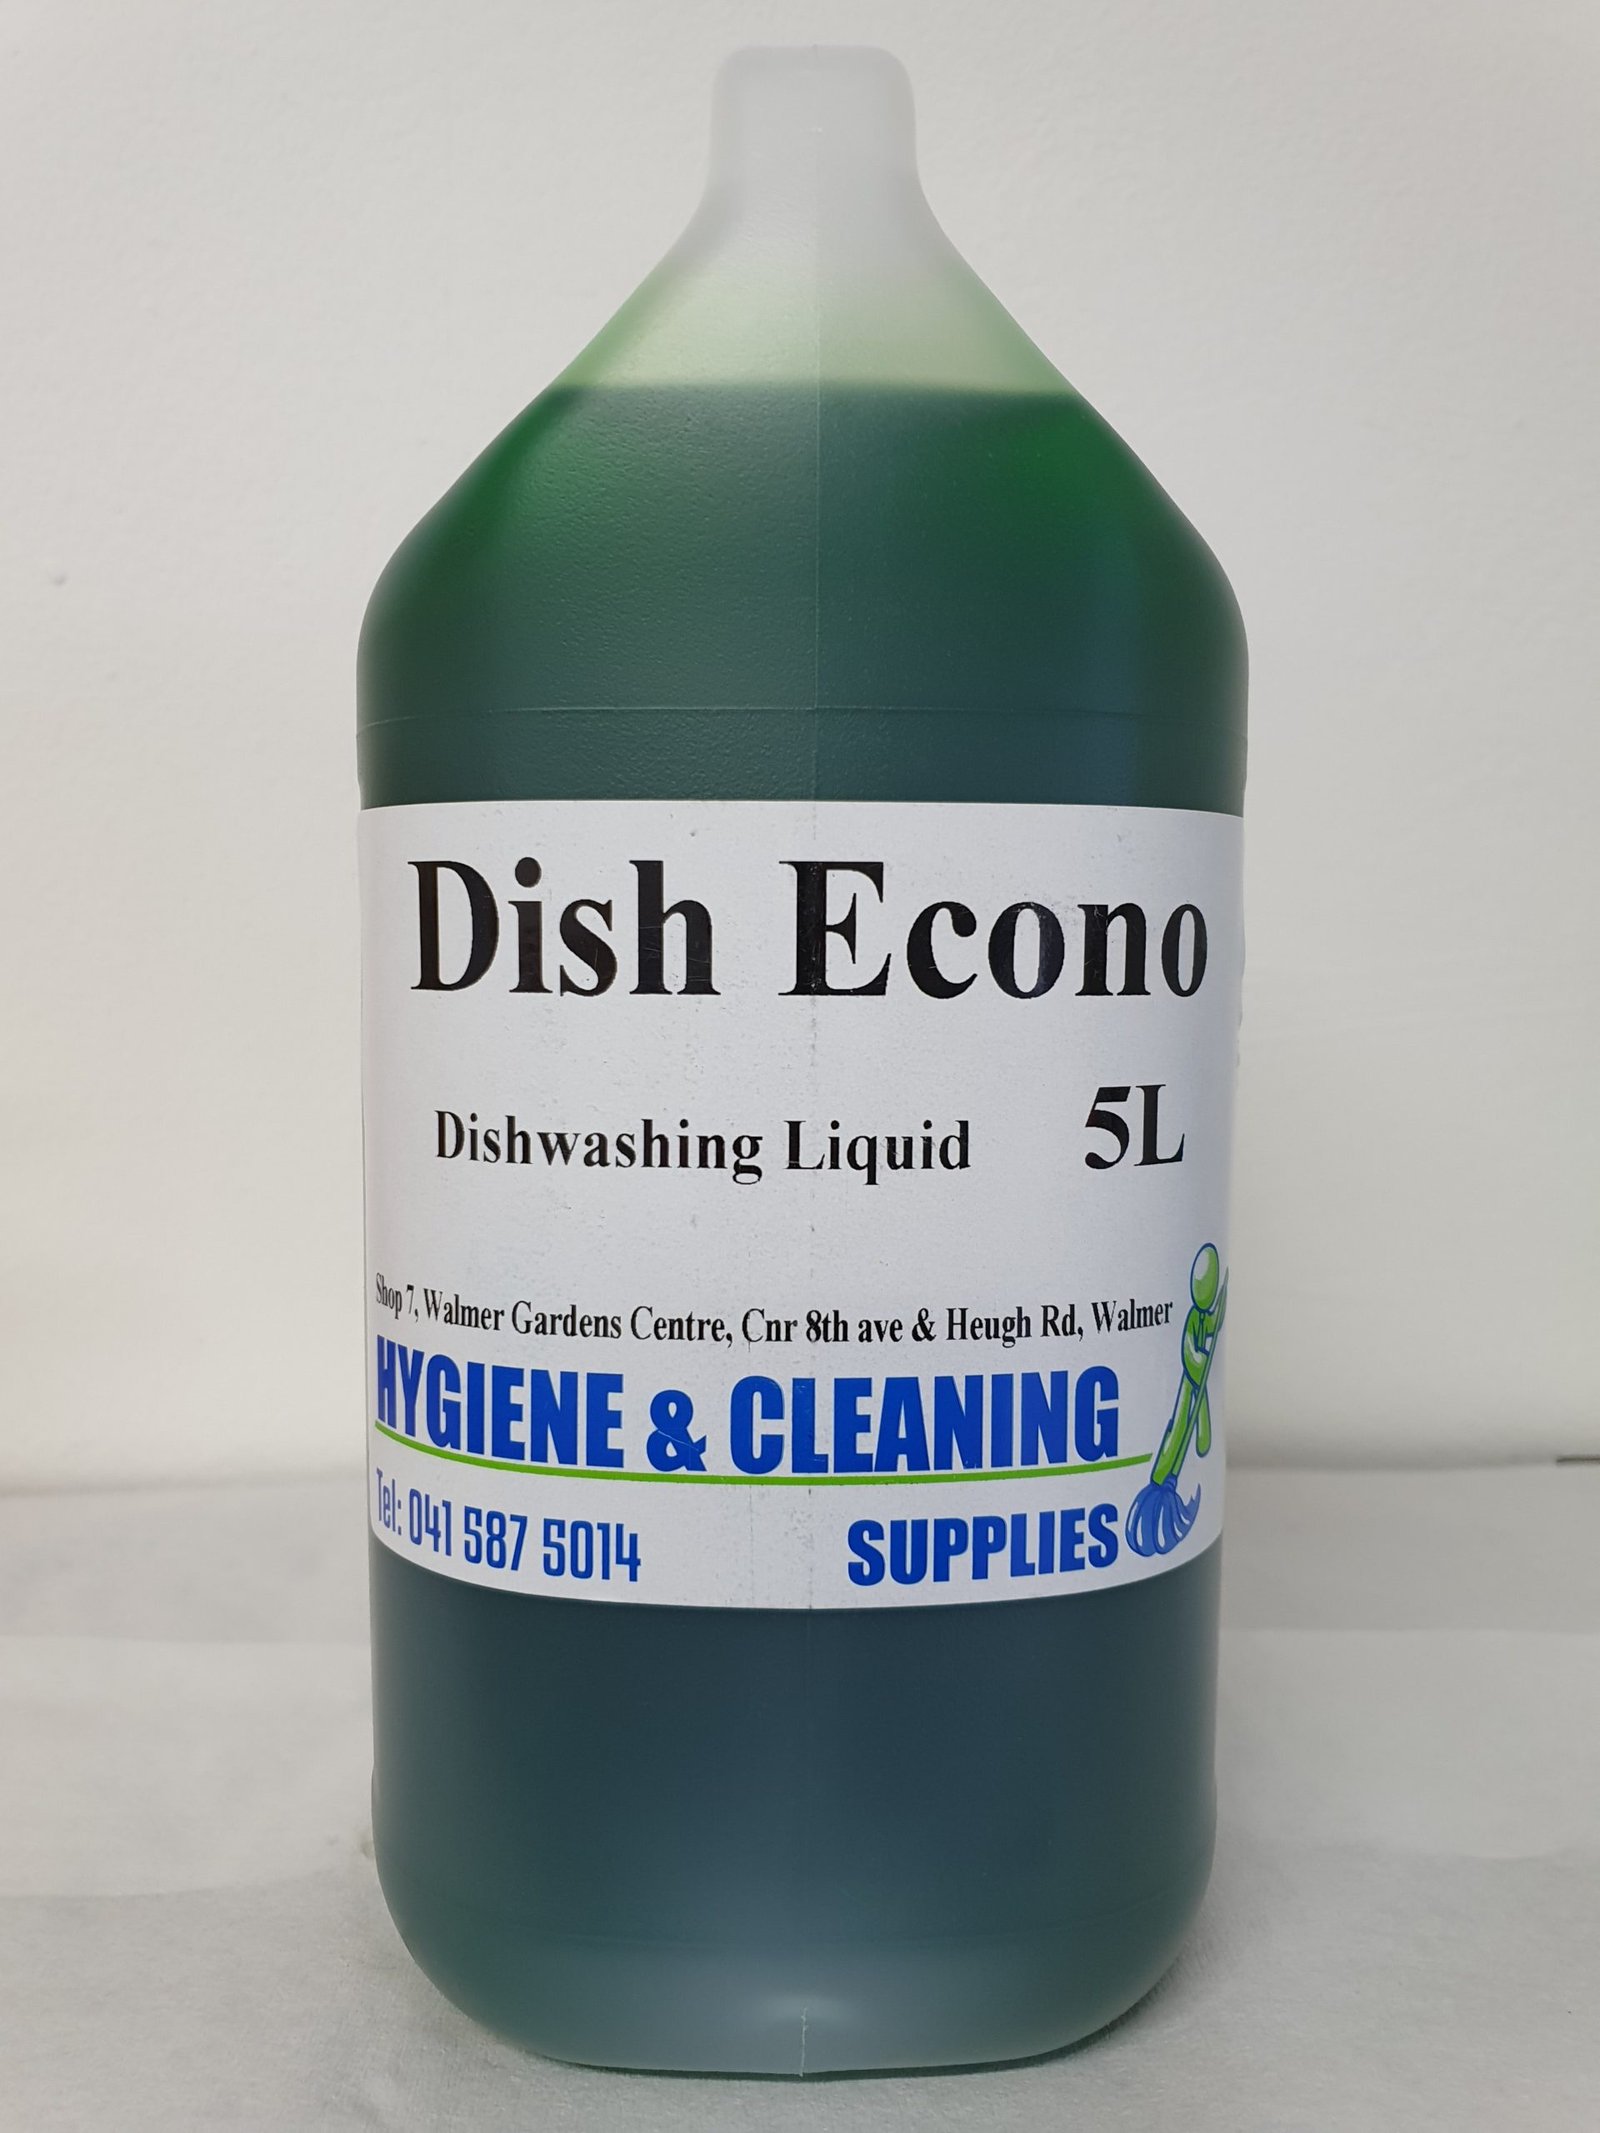 Dish Econo
Dishwashing Liquid 5L
Shop 7, Walmer Gardens Centre, Cnr 8th ave & Heugh Rd, Walmer
HYGIENE & CLEANING
Tel: 041 587 5014 SUPPLIES